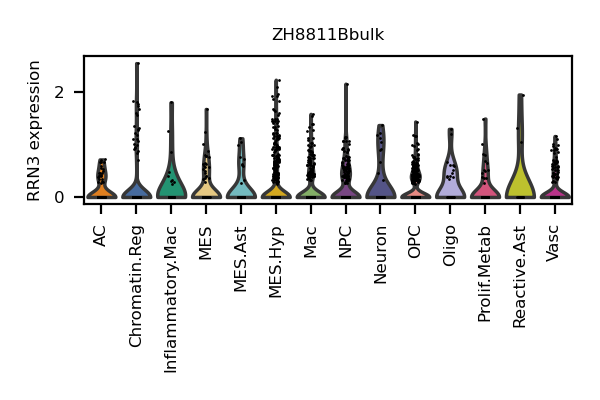 ZH8811Bbulk
RRN3 expression
2
0
AC
Chromatin.Reg
Inflammatory.Mac
MES
MES.Ast
MES.Hyp
Mac
NPC
Neuron
OPC
Oligo
Prolif.Metab
Reactive.Ast
Vasc